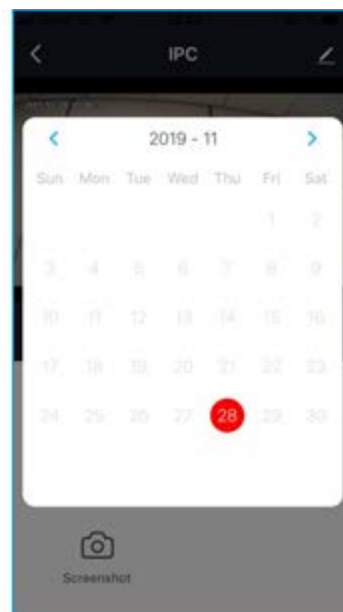 IPC
2019 - 11
Sun Mon Tue Wed Thu Fri Sat
1 2
3 4 5 6 7 8 9
10 11 12 13 14 15 16
17 18 19 20 21 22 23
24 25 26 27 28 29 30
Screenshot